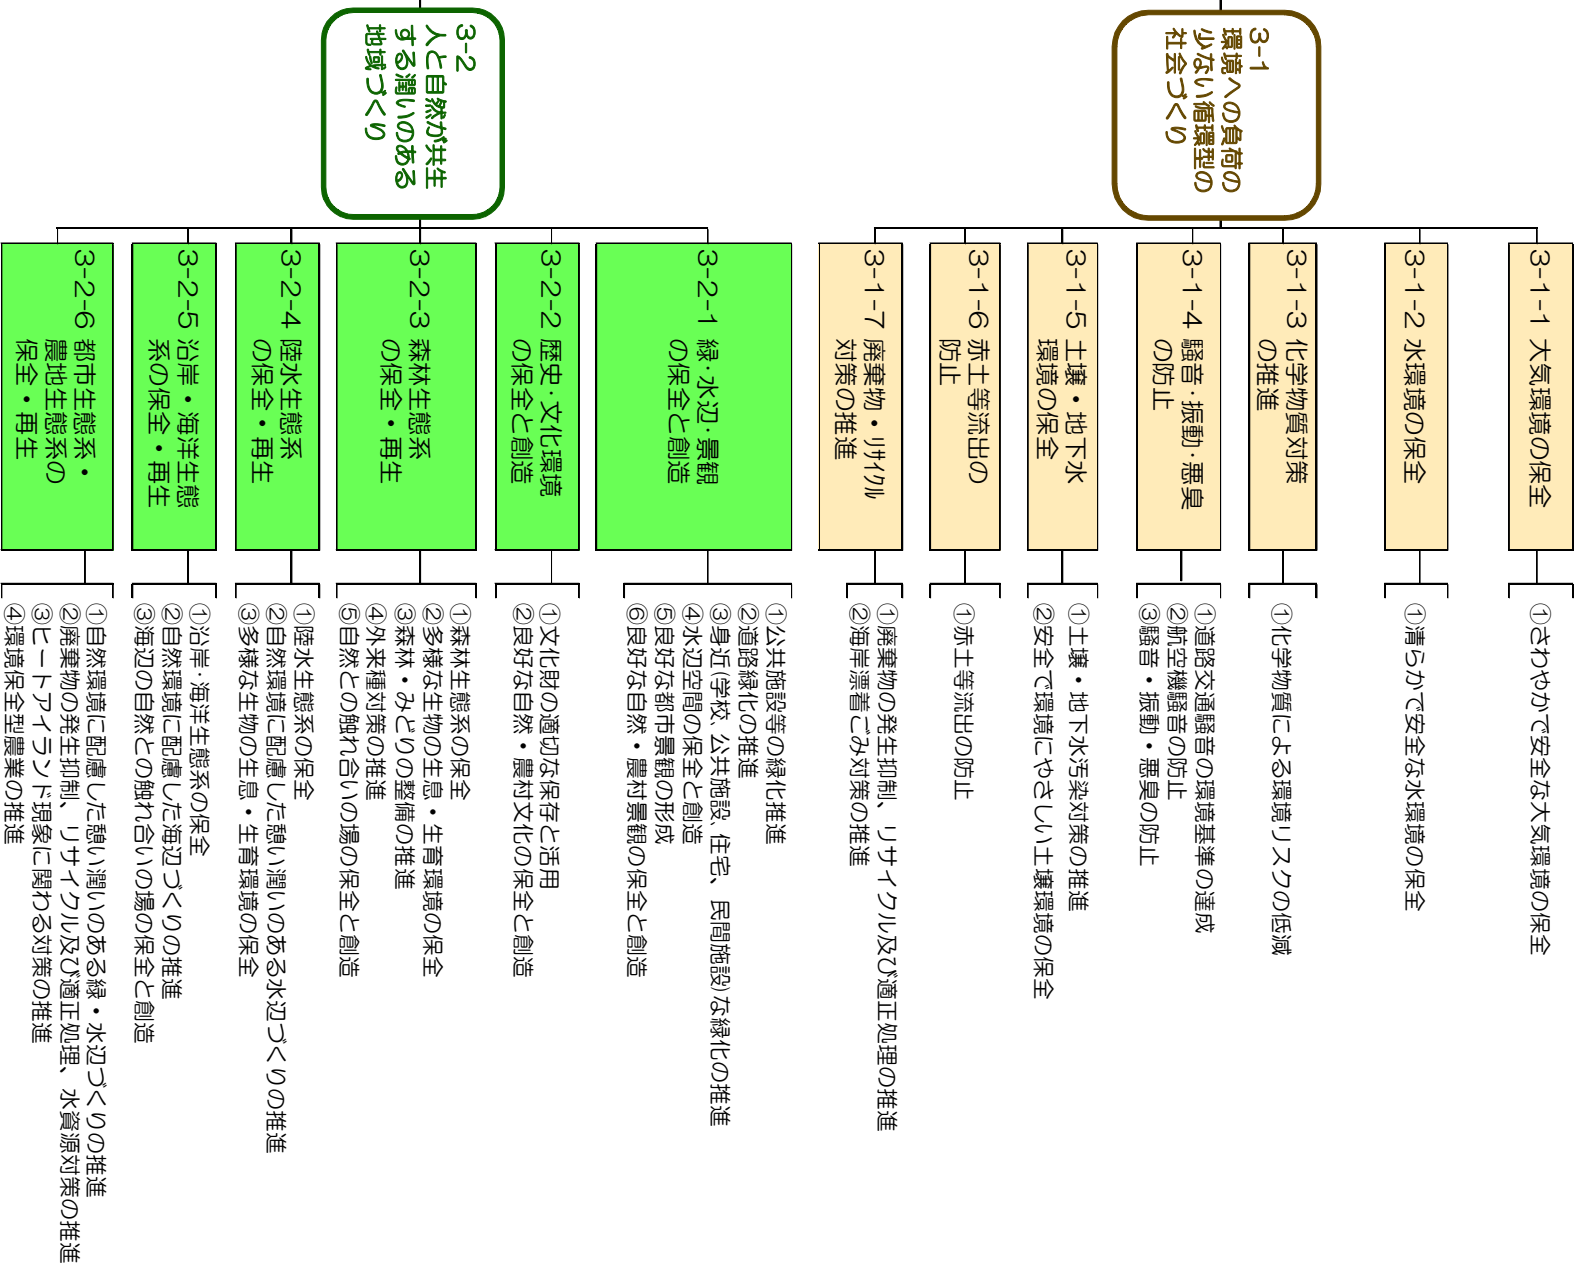 3-1
環境への負荷の
少ない循環型の
社会づくり
3-1-1 大気環境の保全
①さわやかで安全な大気環境の保全
3-1-2 水環境の保全
①清らかで安全な水環境の保全
3-1-3 化学物質対策
の推進
①化学物質による環境リスクの低減
3-1-4 騒音・振動・悪臭
の防止
①道路交通騒音の環境基準の達成
②航空機騒音の防止
③騒音・振動・悪臭の防止
3-1-5 土壌・地下水
環境の保全
①土壌・地下水汚染対策の推進
②安全で環境にやさしい土壌環境の保全
3-1-6 赤土等流出の
防止
①赤土等流出の防止
3-1-7 廃棄物・リサイクル
対策の推進
①廃棄物の発生抑制、リサイクル及び適正処理の推進
②海岸漂着ごみ対策の推進
3-2
人と自然が共生
する潤いのある
地域づくり
3-2-1 緑・水辺・景観
の保全と創造
①公共施設等の緑化推進
②道路緑化の推進
③身近(学校、公共施設、住宅、民間施設)な緑化の推進
④水辺空間の保全と創造
⑤良好な都市景観の形成
⑥良好な自然・農村景観の保全と創造
3-2-2 歴史・文化環境
の保全と創造
①文化財の適切な保存と活用
②良好な自然・農村文化の保全と創造
3-2-3 森林生態系
の保全・再生
①森林生態系の保全
②多様な生物の生息・生育環境の保全
③森林・みどりの整備の推進
④外来種対策の推進
⑤自然との触れ合いの場の保全と創造
3-2-4 陸水生態系
の保全・再生
①陸水生態系の保全
②自然環境に配慮した憩い潤いのある水辺づくりの推進
③多様な生物の生息・生育環境の保全
3-2-5 沿岸・海洋生態
系の保全・再生
①沿岸・海洋生態系の保全
②自然環境に配慮した海辺づくりの推進
③海辺の自然との触れ合いの場の保全と創造
3-2-6 都市生態系・
農地生態系の
保全・再生
①自然環境に配慮した憩い潤いのある緑・水辺づくりの推進
②廃棄物の発生抑制、リサイクル及び適正処理、水資源対策の推進
③ヒートアイランド現象に関わる対策の推進
④環境保全型農業の推進